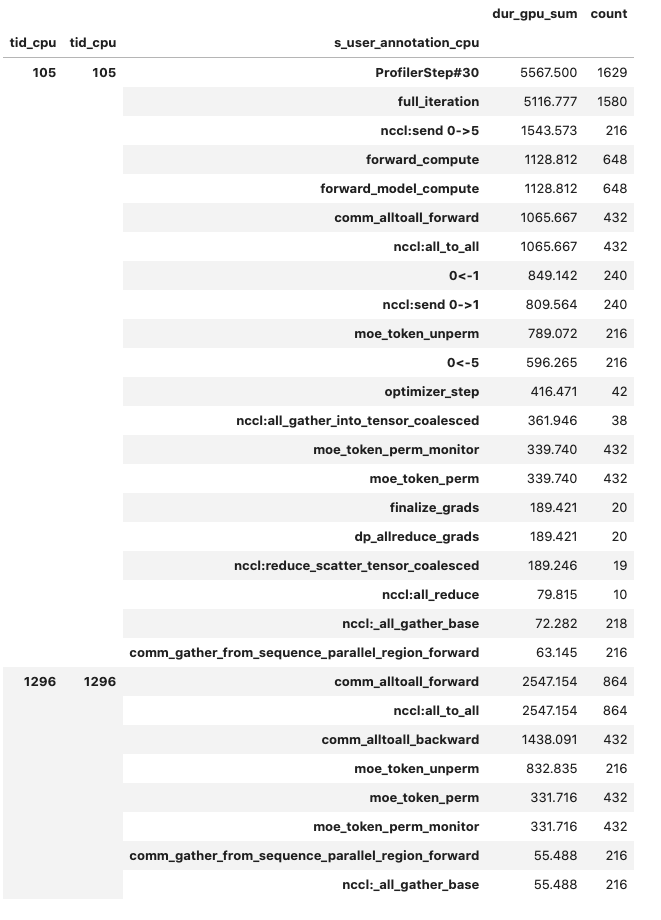 dur_gpu_sum count
tid_cpu tid_cpu s_user_annotation_cpu
105 105 ProfilerStep#30 5567.500 1629
full_iteration 5116.777 1580
nccl:send 0->5 1543.573 216
forward_compute 1128.812 648
forward_model_compute 1128.812 648
comm_alltoall_forward 1065.667 432
nccl:all_to_all 1065.667 432
0<-1 849.142 240
nccl:send 0->1 809.564 240
moe_token_unperm 789.072 216
0<-5 596.265 216
optimizer_step 416.471 42
nccl:all_gather_into_tensor_coalesced 361.946 38
moe_token_perm_monitor 339.740 432
moe_token_perm 339.740 432
finalize_grads 189.421 20
dp_allreduce_grads 189.421 20
nccl:reduce_scatter_tensor_coalesced 189.246 19
nccl:all_reduce 79.815 10
nccl:_all_gather_base 72.282 218
comm_gather_from_sequence_parallel_region_forward 63.145 216
1296 1296 comm_alltoall_forward 2547.154 864
nccl:all_to_all 2547.154 864
comm_alltoall_backward 1438.091 432
moe_token_unperm 832.835 216
moe_token_perm 331.716 432
moe_token_perm_monitor 331.716 432
comm_gather_from_sequence_parallel_region_forward 55.488 216
nccl:_all_gather_base 55.488 216